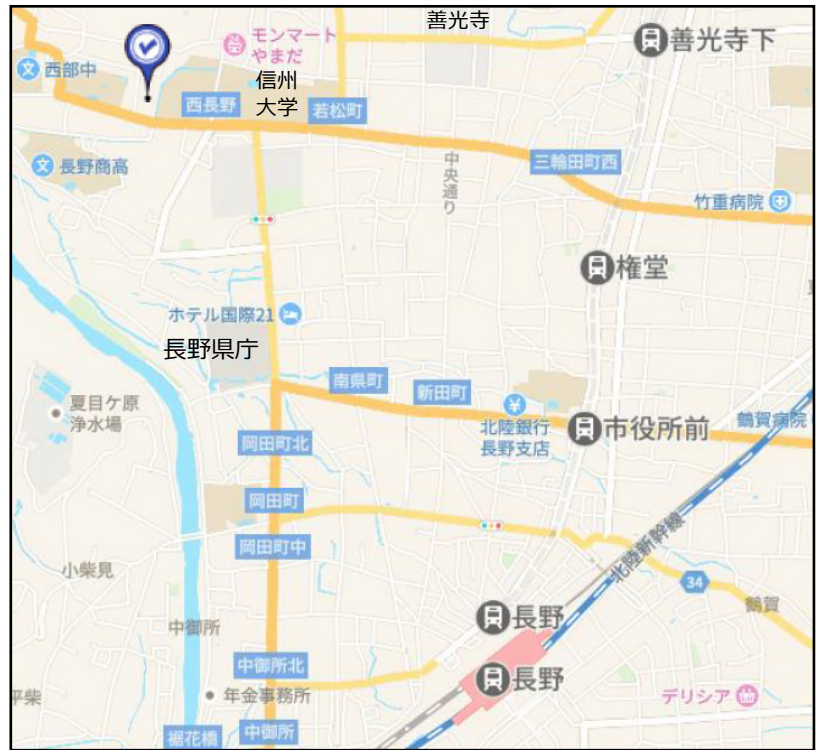 善光寺
モンマート
やまだ
善光寺下
西部中
信州
大学
西長野
若松町
長野商高
中央通り
三輪田町西
竹重病院
権堂
ホテル国際21
長野県庁
南県町
新田町
夏目ケ原
浄水場
北陸銀行
長野支店
市役所前
鶴賀病院
岡田町北
岡田町
岡田町中
北陸新幹線
小柴見
34
鶴賀
長野
中御所
中御所北
長野
年金事務所
平柴
デリシア
裾花橋
中御所